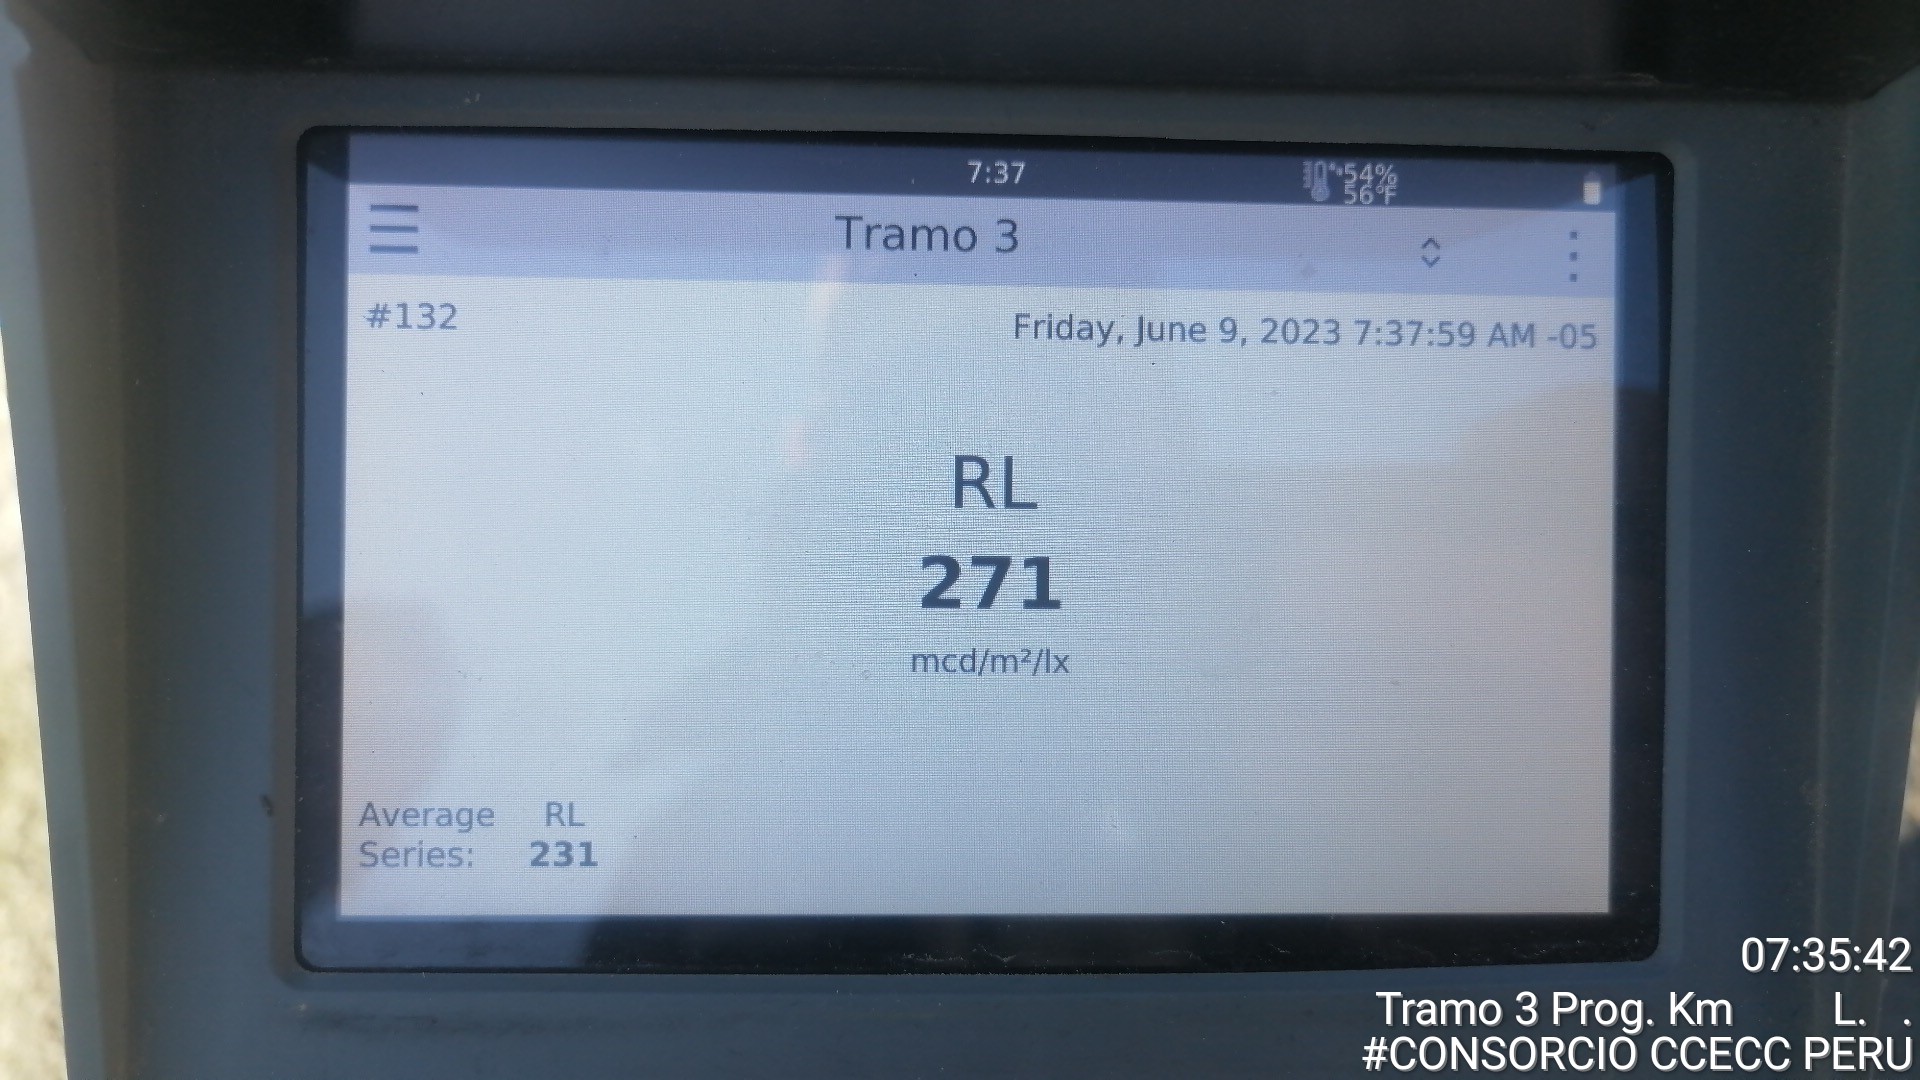 7:37
54%
56°F
Tramo 3
#132
Friday, June 9, 2023 7:37:59 AM -05
RL
271
mcd/m²/lx
Average RL
Series: 231
07:35:42
Tramo 3 Prog. Km L. .
#CONSORCIO CCECC PERU